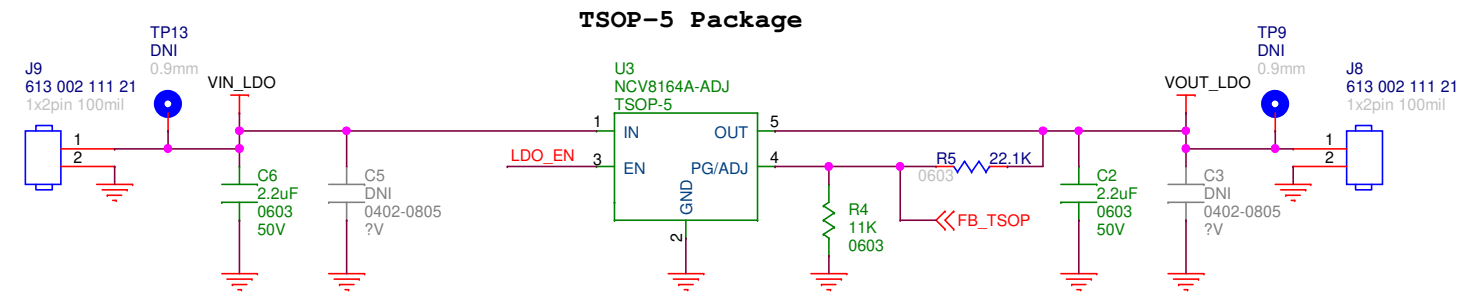 TSOP-5 Package
J9
613 002 111 21
1x2pin 100mil
1
2
TP13
DNI
0.9mm
VIN_LDO
C6
2.2uF
0603
50V
C5
DNI
0402-0805
?V
LDO_EN
U3
NCV8164A-ADJ
TSOP-5
1
IN
OUT
5
3
EN
PG/ADJ
4
GND
2
R4
11K
0603
R5
22.1K
0603
FB_TSOP
C2
2.2uF
0603
50V
VOUT_LDO
C3
DNI
0402-0805
?V
TP9
DNI
0.9mm
J8
613 002 111 21
1x2pin 100mil
1
2